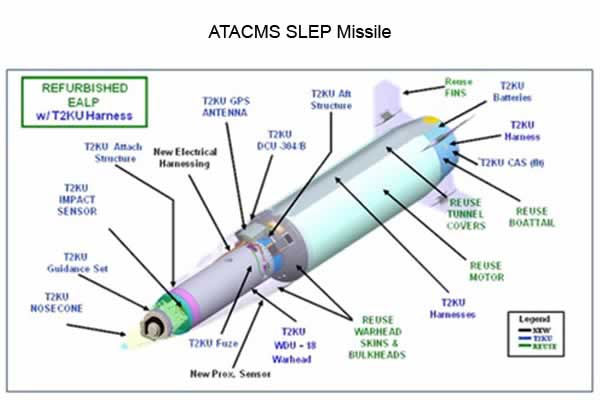 ATACMS SLEP Missile
REFURBISHED
EALP
w/ T2KU Harness
T2KU GPS
ANTENNA
T2KU Aft
Structure
Reuse
FINS
T2KU
Batteries
T2KU
DCU-304/B
T2KU
Harness
T2KU Attach
Structure
New Electrical
Harnessing
T2KU CAS (flt)
T2KU
IMPACT
SENSOR
REUSE
TUNNEL
COVERS
REUSE
BOATTAIL
T2KU
Guidance Set
REUSE
MOTOR
T2KU
NOSECONE
T2KU
Harnesses
T2KU Fuze
T2KU
WDU - 18
Warhead
REUSE
WARHEAD
SKINS &
BULKHEADS
New Prox. Sensor
Legend
NEW
T2KU
REUSE